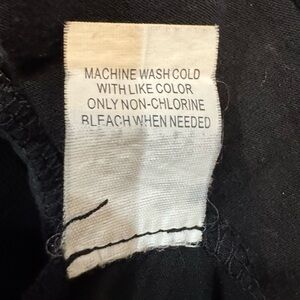 MACHINE WASH COLD
WITH LIKE COLOR
ONLY NON-CHLORINE
BLEACH WHEN NEEDED